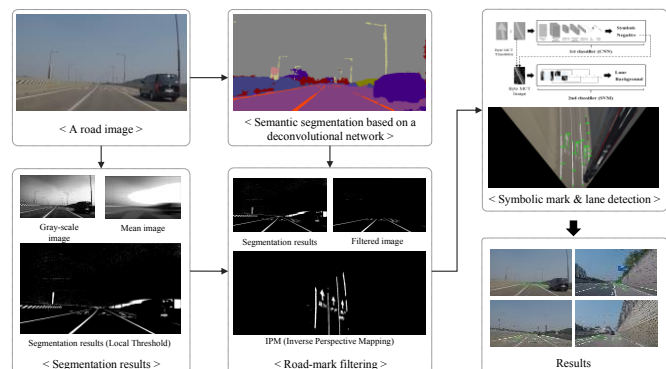 < A road image >
< Semantic segmentation based on a
deconvolutional network >
Gray-scale
image
Mean image
Segmentation results (Local Threshold)
< Segmentation results >
Segmentation results
Filtered image
IPM (Inverse Perspective Mapping)
< Road-mark filtering >
Symbolic
Negative
1st classifier (CNN)
Lane
Background
2nd classifier (SVM)
< Symbolic mark & lane detection >
Results